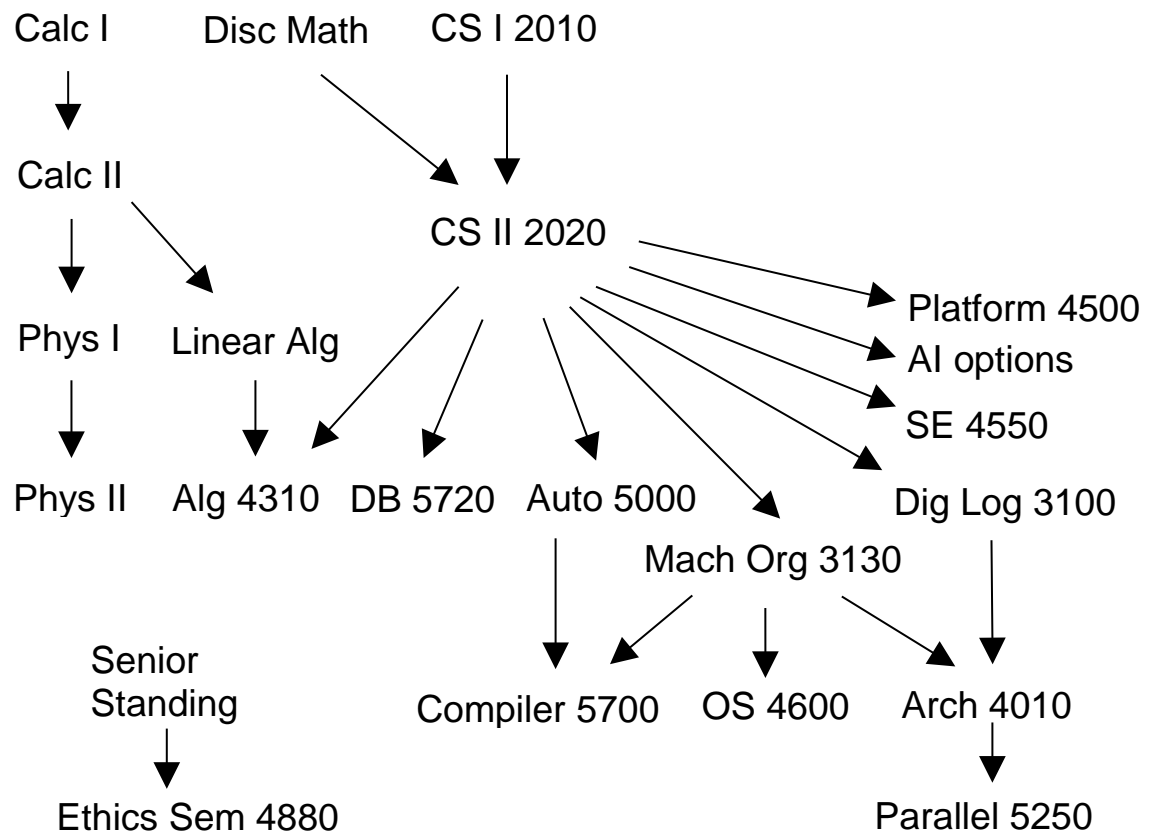 Calc I
Disc Math
CS I 2010
Calc II
CS II 2020
Platform 4500
Phys I
Linear Alg
AI options
SE 4550
Phys II
Alg 4310
DB 5720
Auto 5000
Dig Log 3100
Mach Org 3130
Senior
Standing
Compiler 5700
OS 4600
Arch 4010
Ethics Sem 4880
Parallel 5250